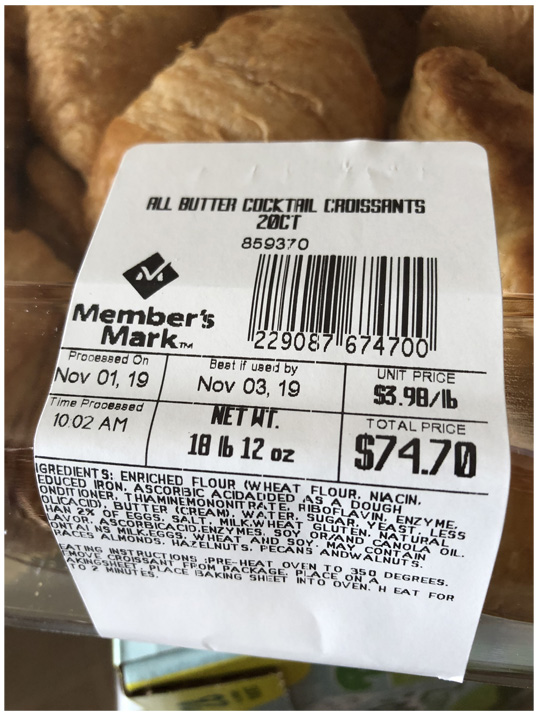 ALL BUTTER COCKTAIL CROISSANTS
20CT
859370
229087 674700
Member's
Mark™
Processed On
Nov 01, 19
Best if used by
Nov 03, 19
UNIT PRICE
$3.98/lb
Time Processed
10:02 AM
NET WT.
18 lb 12 oz
TOTAL PRICE
$74.70
IGREDIENTS: ENRICHED FLOUR (WHEAT FLOUR, NIACIN,
EDUCED IRON, ASCORBIC ACIDADDED AS A DOUGH
ONDITIONER, THIAMINEMONONITRATE, RIBOFLAVIN, ENZYME,
OLICACID), BUTTER (CREAM), WATER, SUGAR, YEAST, LESS
HAN 2% OF EGGS, SALT, MILK,WHEAT GLUTEN, NATURAL
LAVOR, ASCORBICACID,ENZYMES, SOY OR/AND CANOLA OIL.
ONTAINS MILK,EGGS, WHEAT AND SOY. MAY CONTAIN
RACES ALMONDS, HAZELNUTS, PECANS ANDWALNUTS.
EATING INSTRUCTIONS :PRE-HEAT OVEN TO 350 DEGREES.
EMOVE CROISSANT FROM PACKAGE. PLACE ON A
AKINGSHEET. PLACE BAKING SHEET INTO OVEN. H EAT FOR
TO 2 MINUTES.